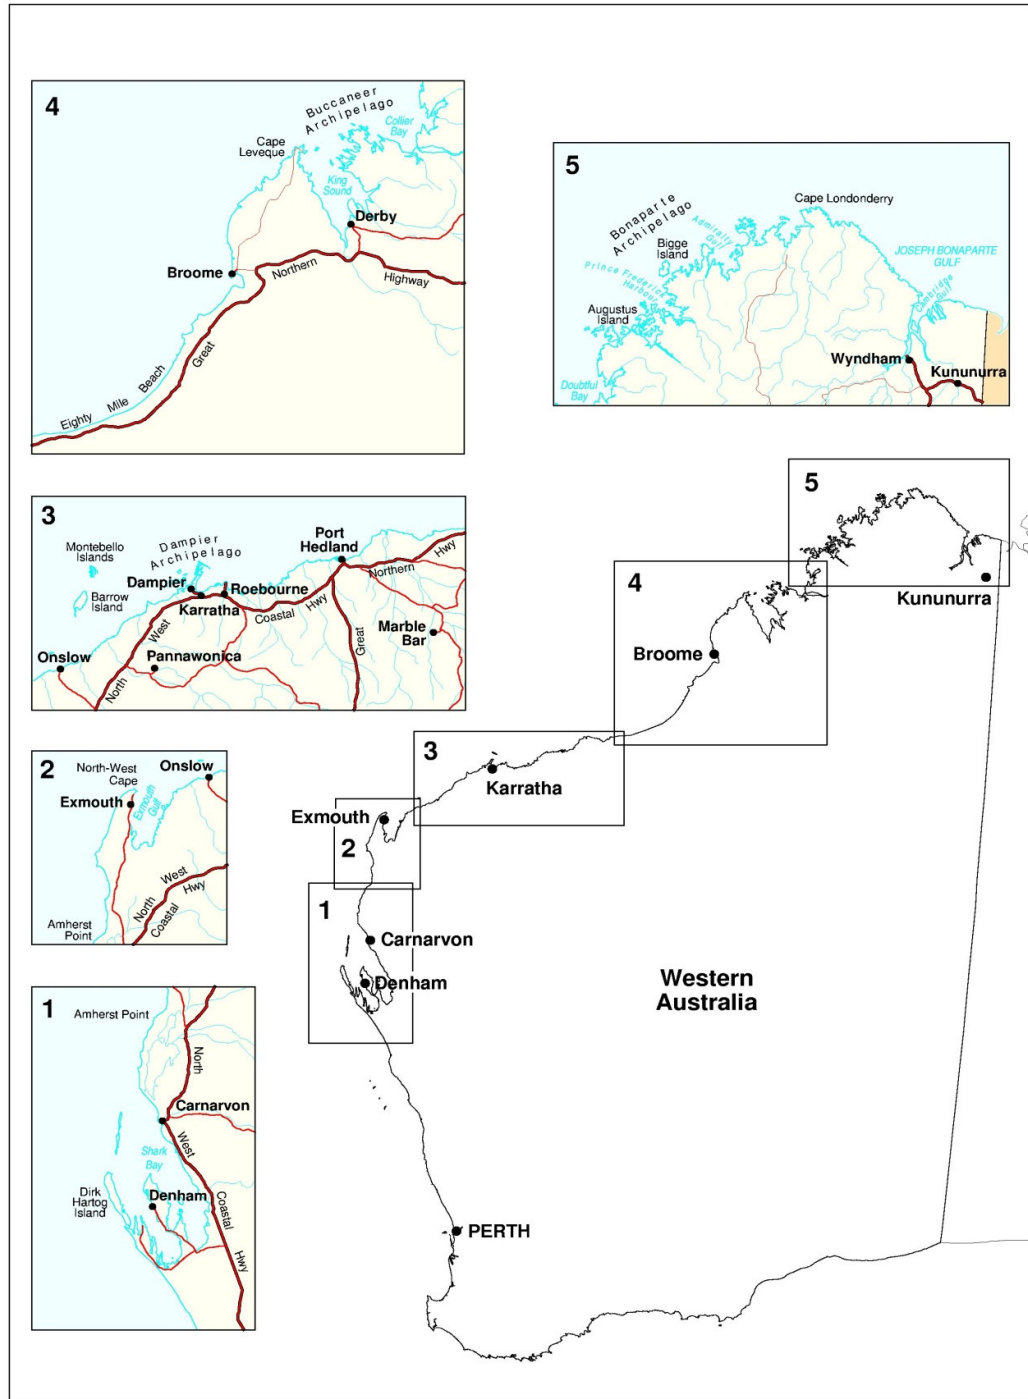 4
Buccaneer
Archipelago
Collier
Bay
Cape
Leveque
King
Sound
Derby
Broome
Northern
Highway
Great
Eighty Mile Beach
5
Cape Londonderry
Bonaparte
Archipelago
Admiralty
Gulf
Bigge
Island
JOSEPH BONAPARTE
GULF
Prince Frederick
Harbour
Cambridge
Gulf
Augustus
Island
Wyndham
Kununurra
Doubtful
Bay
3
Port
Hedland
Hwy
Dampier
Archipelago
Montebello
Islands
Northern
Dampier
Roebourne
Barrow
Island
Karratha
Coastal Hwy
West
Marble
Bar
Great
Onslow
Pannawonica
North
2
North-West
Cape
Onslow
Exmouth
Exmouth
Gulf
North West
Coastal Hwy
Amherst
Point
1
Amherst Point
North
Carnarvon
West
Shark
Bay
Dirk
Hartog
Island
Denham
Coastal
Hwy
5
4
Kununurra
Broome
3
Karratha
Exmouth
2
1
Carnarvon
Denham
Western
Australia
PERTH